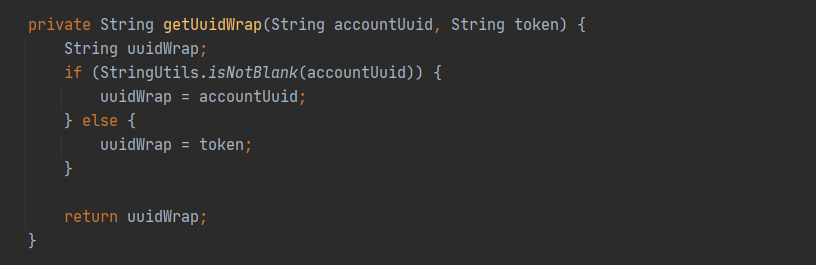 private String getUuidWrap(String accountUuid, String token) {
    String uuidWrap;
    if (StringUtils.isNotBlank(accountUuid)) {
        uuidWrap = accountUuid;
    } else {
        uuidWrap = token;
    }

    return uuidWrap;
}